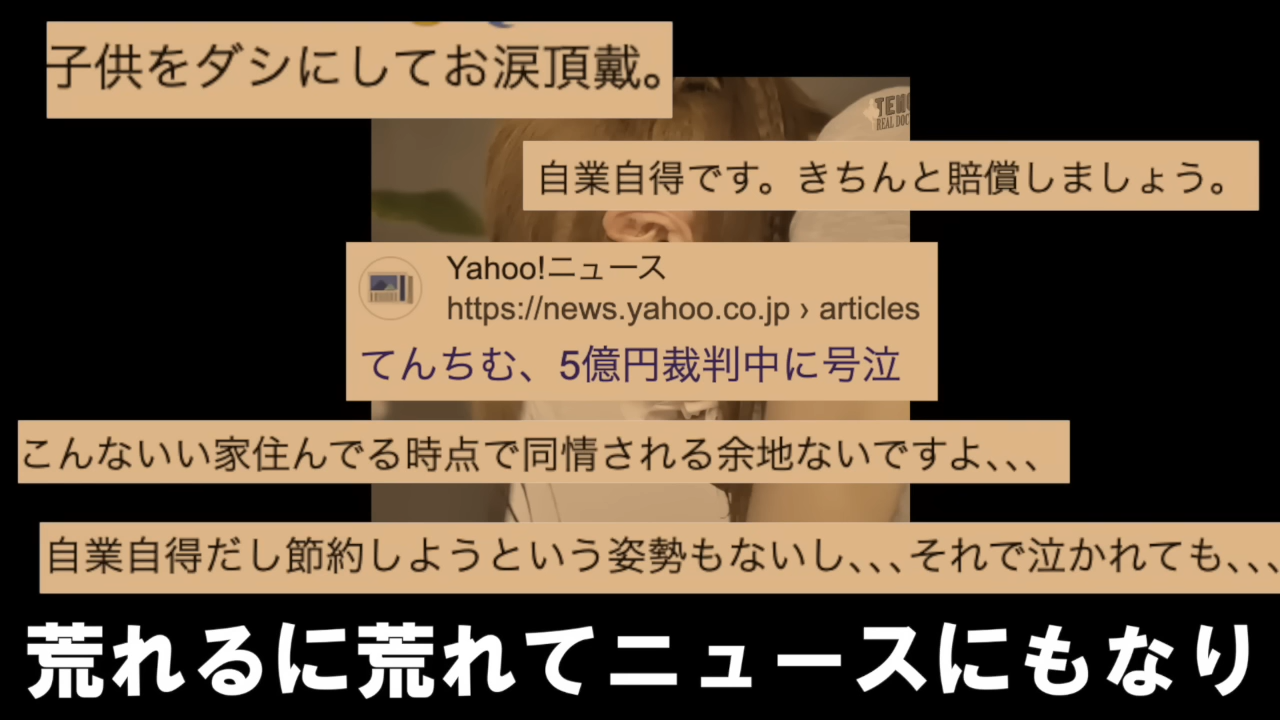 子供をダシにしてお涙頂戴。
REAL
自業自得です。きちんと賠償しましょう。
Yahoo!ニュース
https://news.yahoo.co.jp › articles
てんちむ、5億円裁判中に号泣
こんないい家住んでる時点で同情される余地ないですよ､､､
自業自得だし節約しようという姿勢もないし､､､それで泣かれても､､､
荒れるに荒れてニュースにもなり